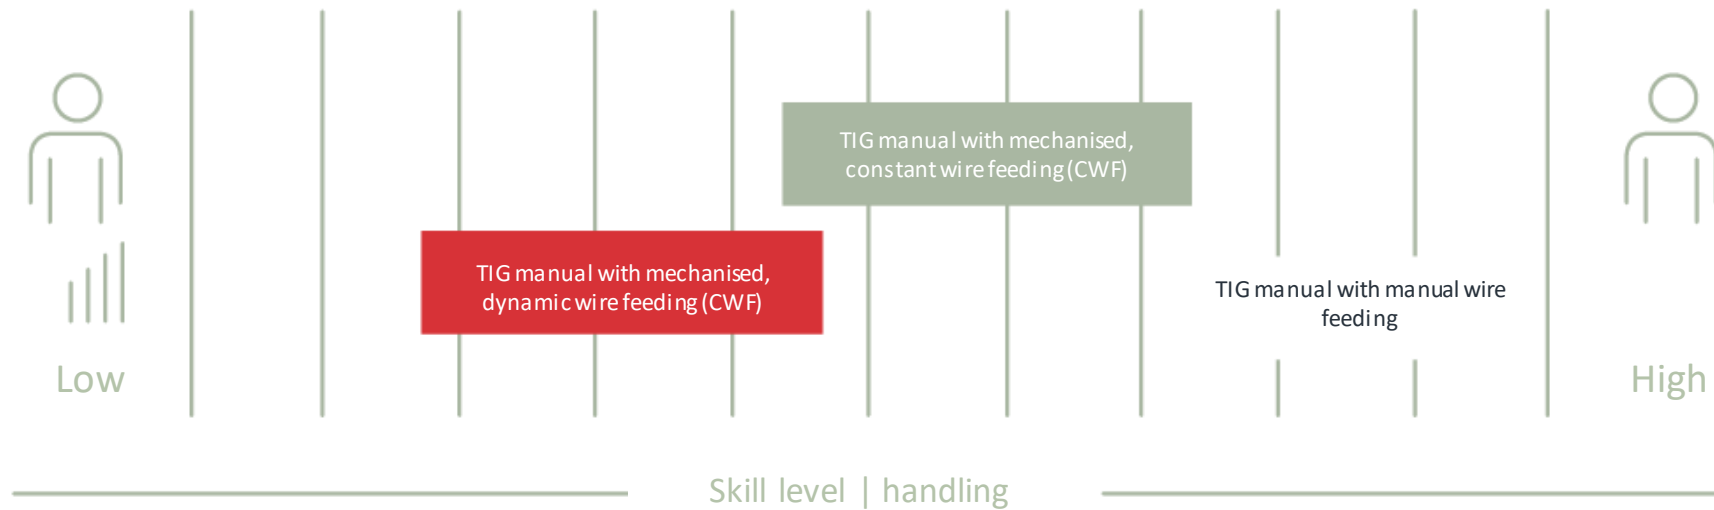 TIG manual with mechanised,
constant wire feeding (CWF)
TIG manual with mechanised,
dynamic wire feeding (CWF)
TIG manual with manual wire
feeding
Low
High
Skill level | handling